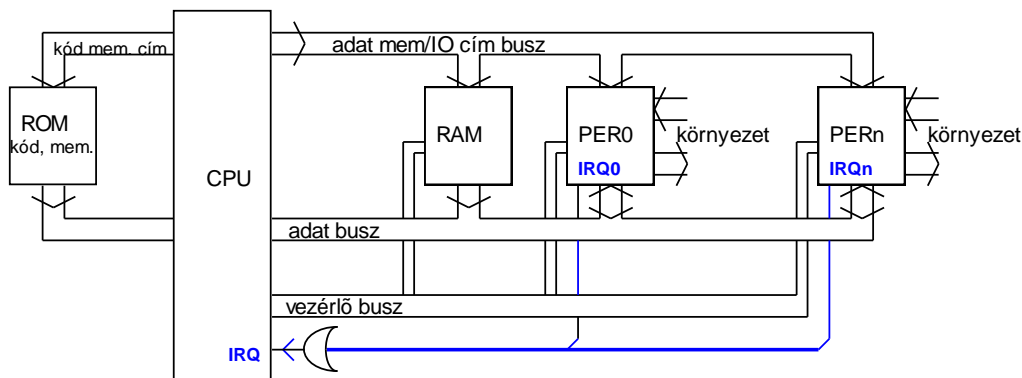 kód mem. cím
CPU
adat mem/IO cím busz
ROM
kód, mem.
RAM
PER0
IRQ0
környezet
PERn
IRQn
környezet
adat busz
vezérlõ busz
IRQ